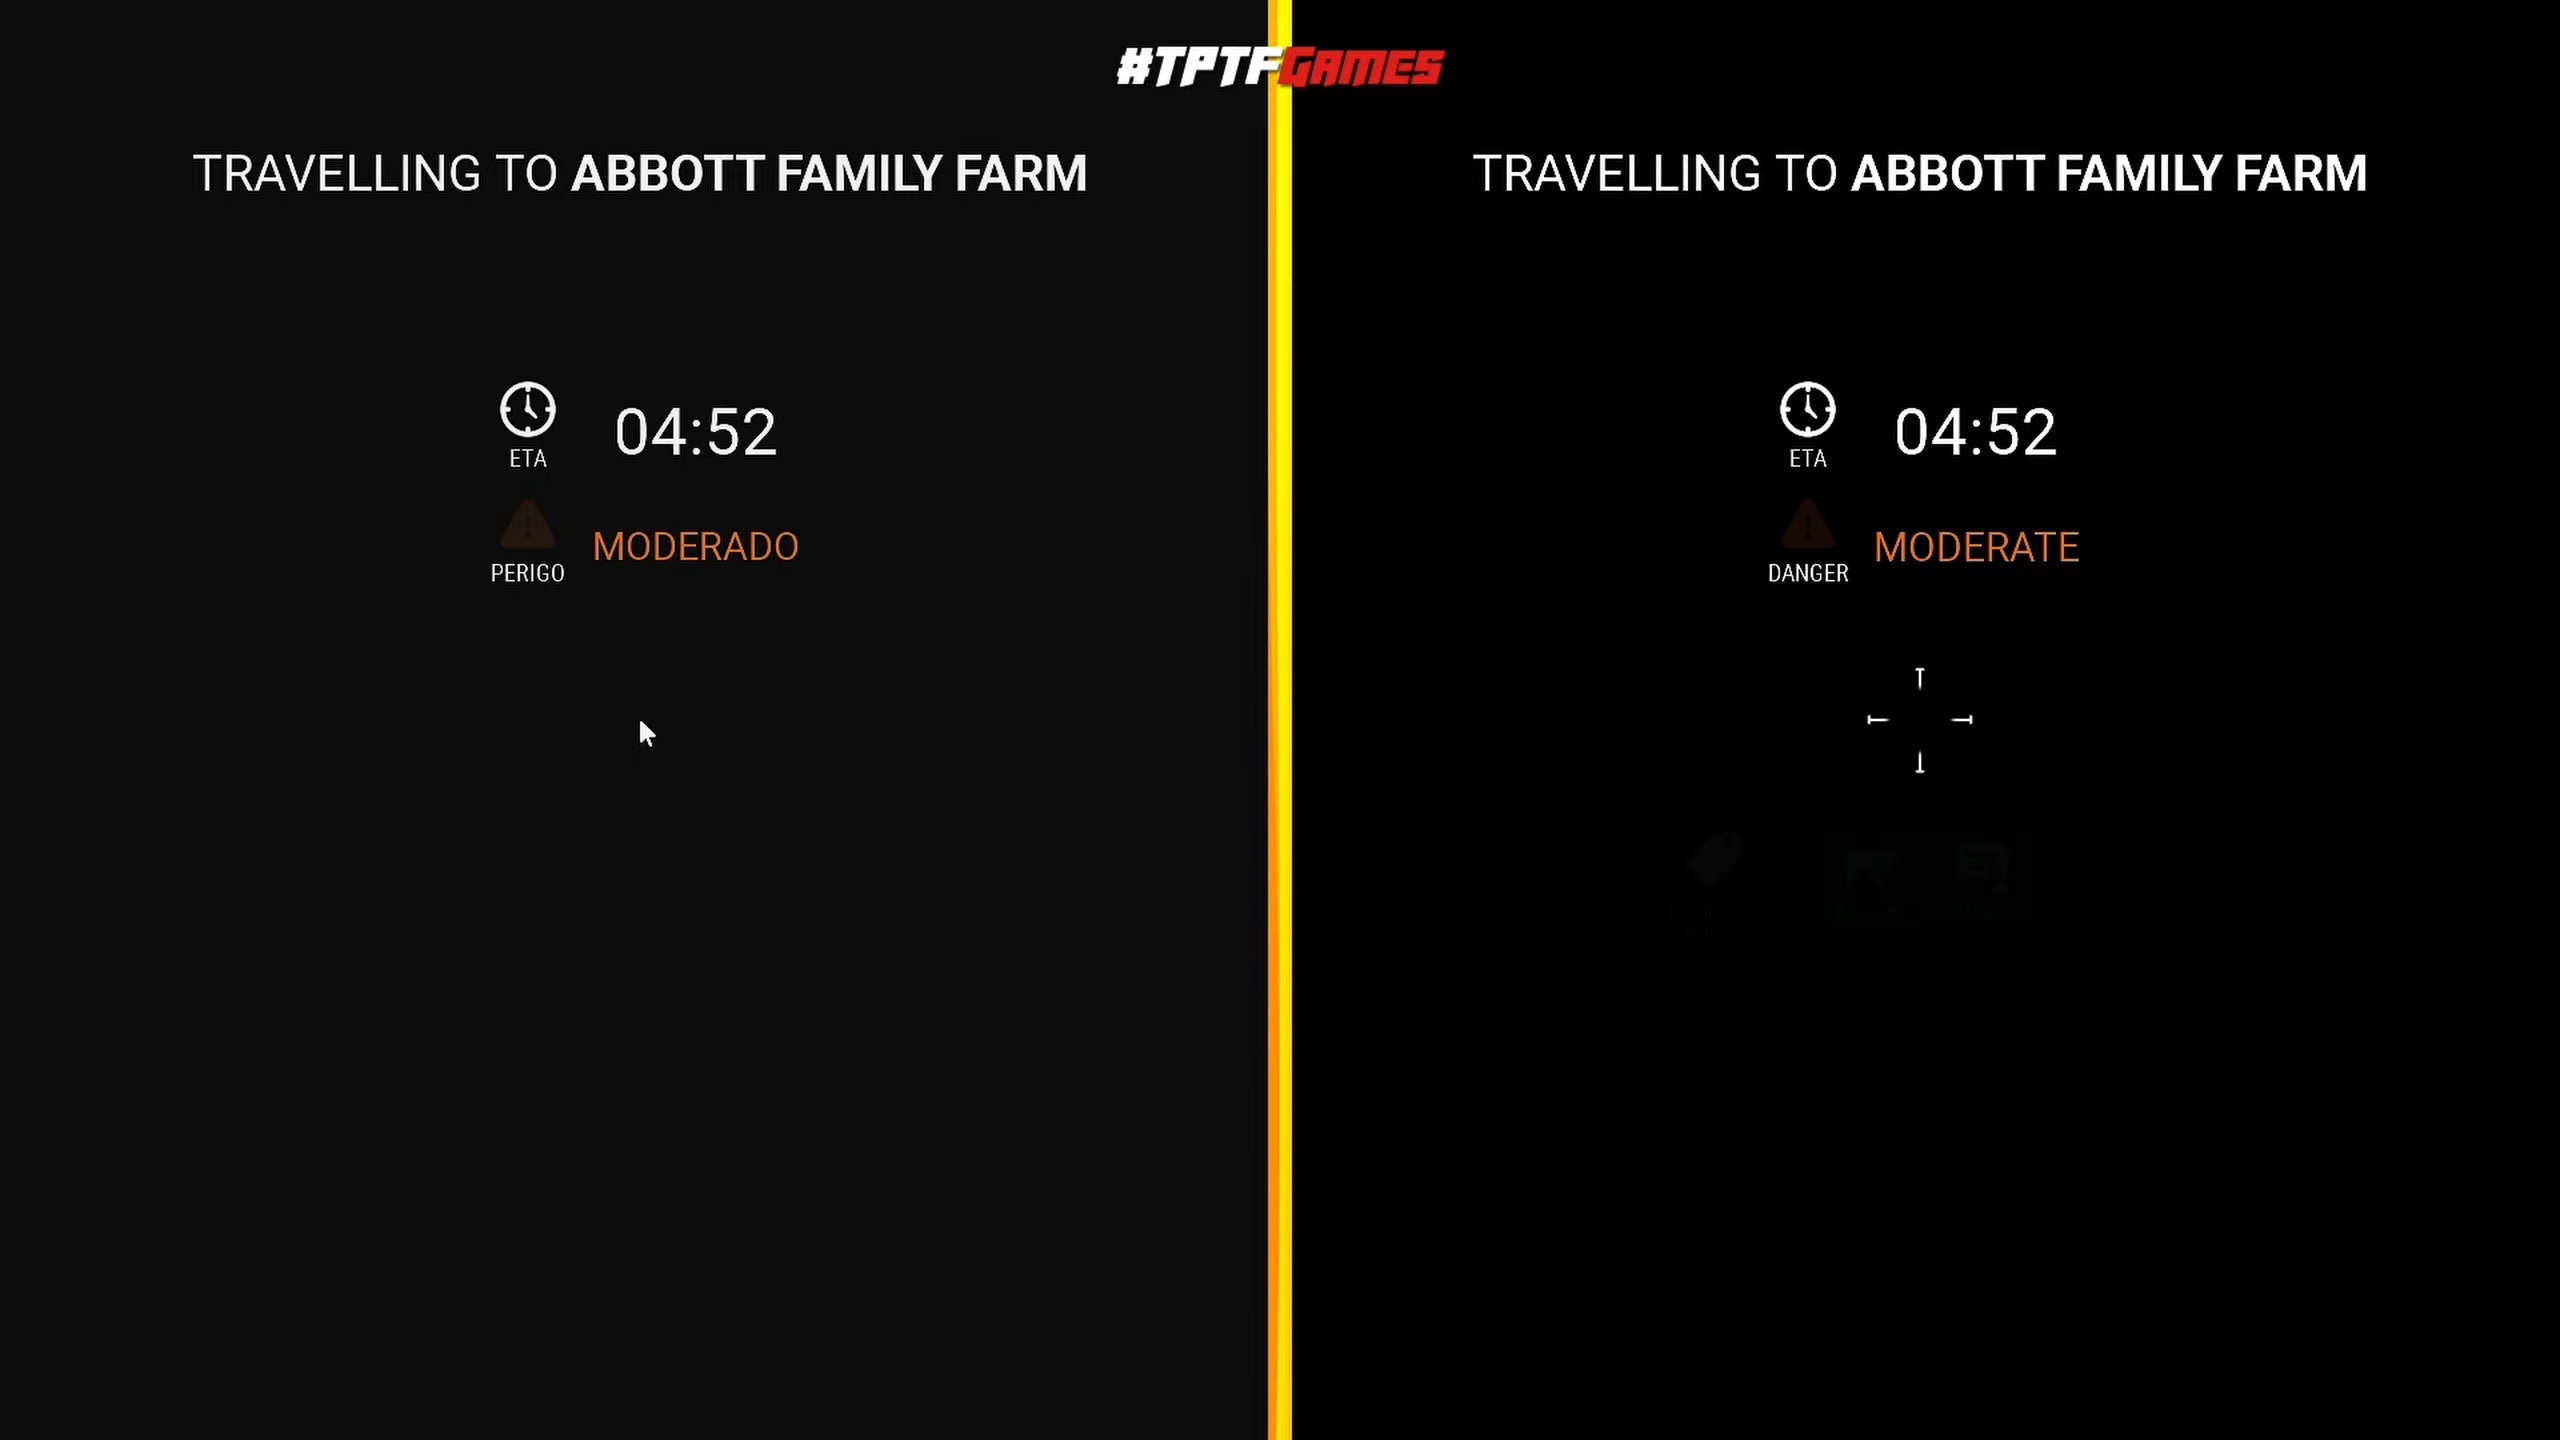 #TPTFGAMES
TRAVELLING TO ABBOTT FAMILY FARM
04:52
ETA
MODERADO
PERIGO
TRAVELLING TO ABBOTT FAMILY FARM
04:52
ETA
MODERATE
DANGER